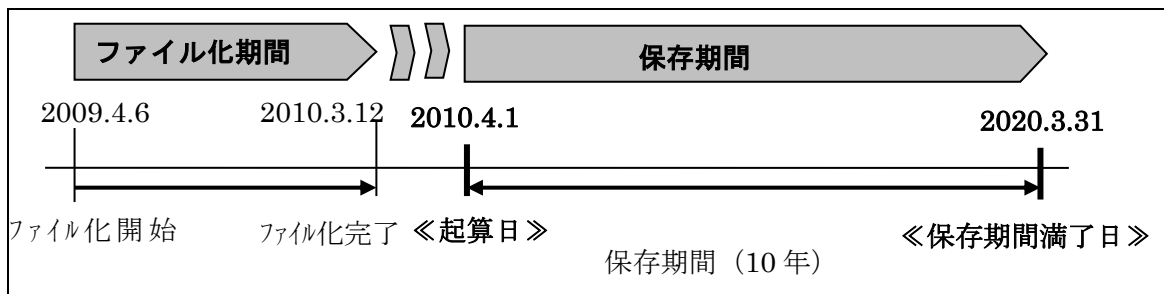 ファイル化期間
保存期間
2009.4.6
2010.3.12
2010.4.1
2020.3.31
ファイル化開始
ファイル化完了
≪起算日≫
≪保存期間満了日≫
保存期間（10 年）